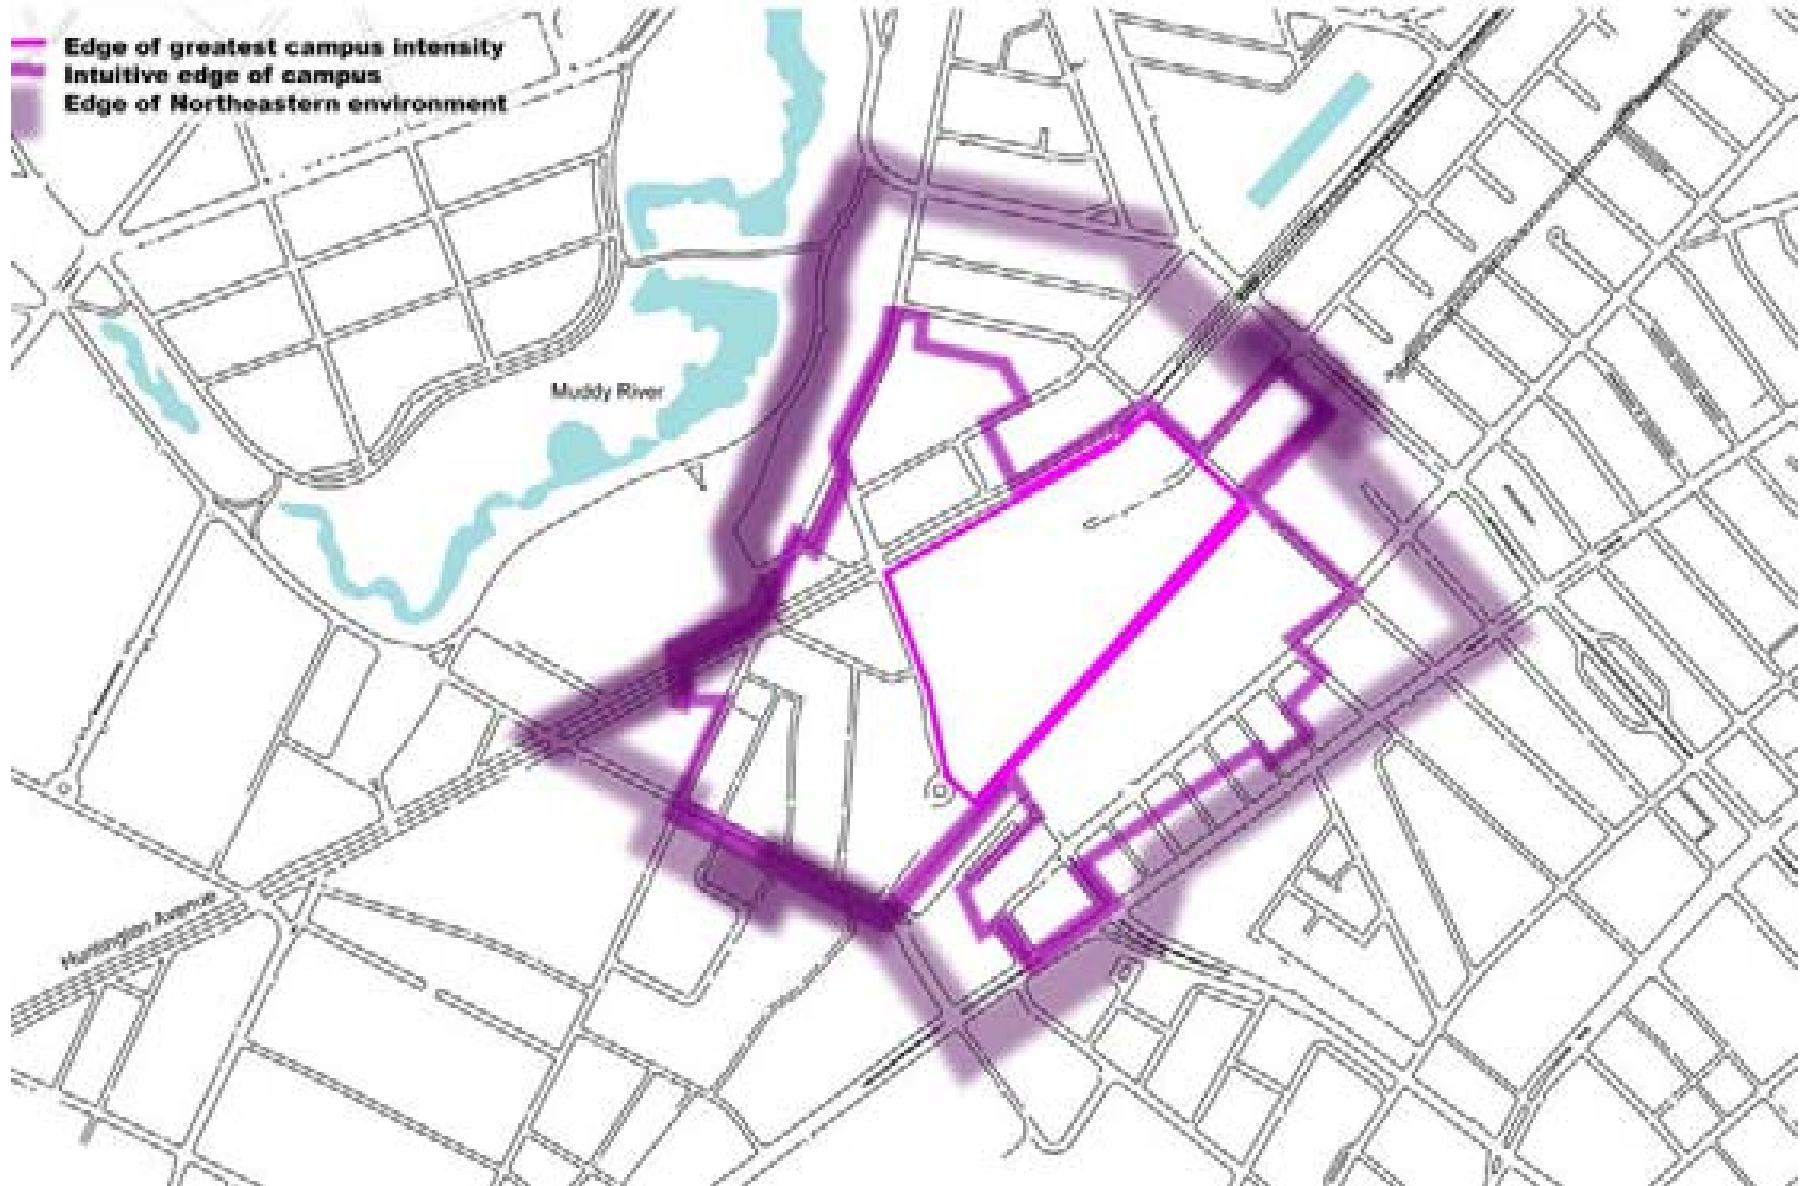 Edge of greatest campus intensity
Intuitive edge of campus
Edge of Northeastern environment
Muddy River
Huntington Avenue